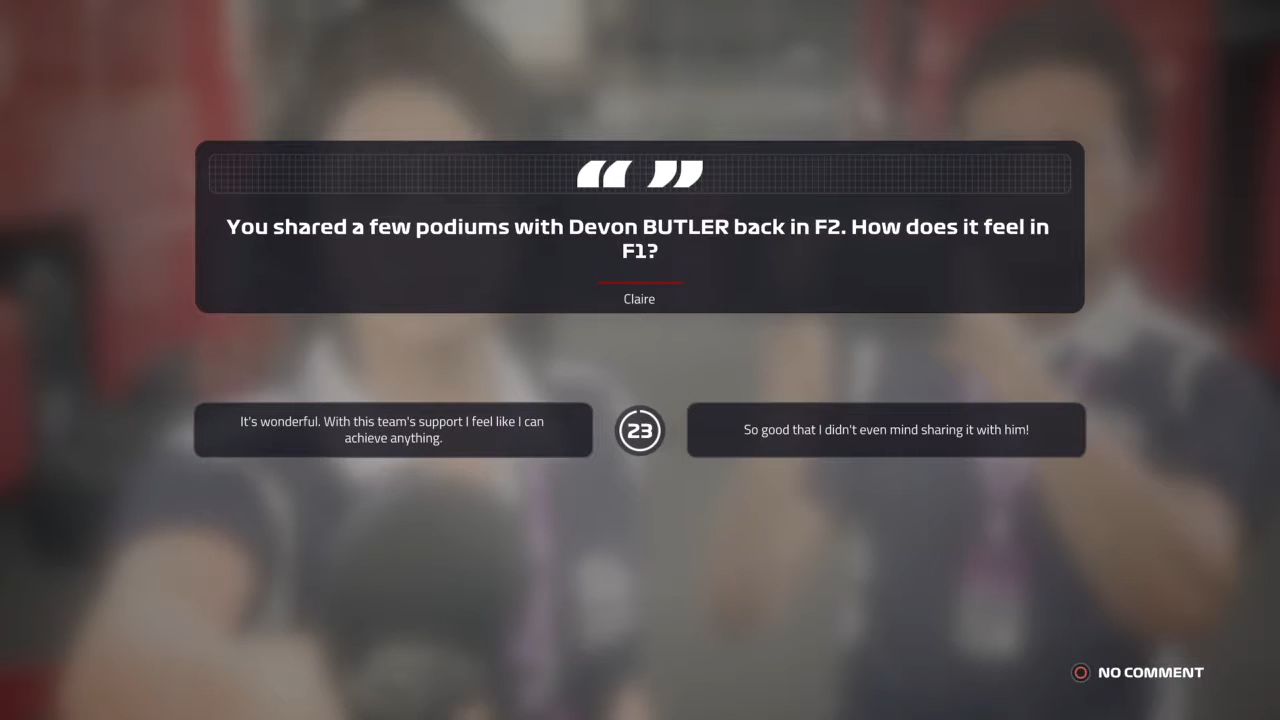 You shared a few podiums with Devon BUTLER back in F2. How does it feel in
F1?
Claire
It's wonderful. With this team's support I feel like I can
achieve anything.
23
So good that I didn't even mind sharing it with him!
NO COMMENT